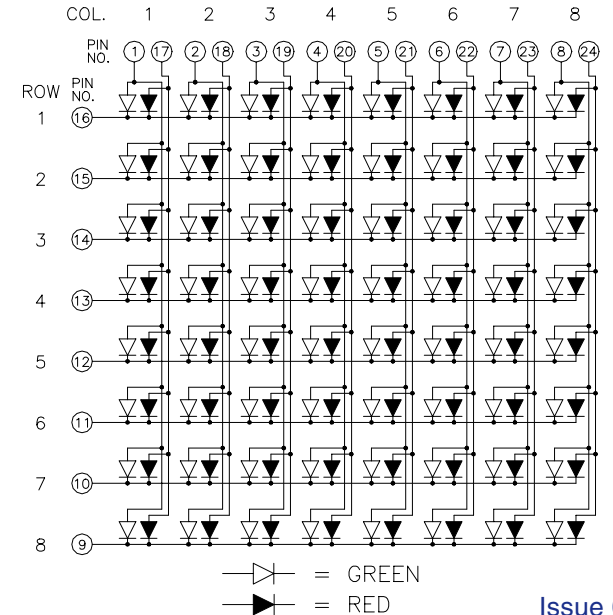 COL. 1 2 3 4 5 6 7 8
PIN NO. 1 17 2 18 3 19 4 20 5 21 6 22 7 23 8 24
ROW PIN NO.
1 16
2 15
3 14
4 13
5 12
6 11
7 10
8 9
= GREEN
= RED
Issue